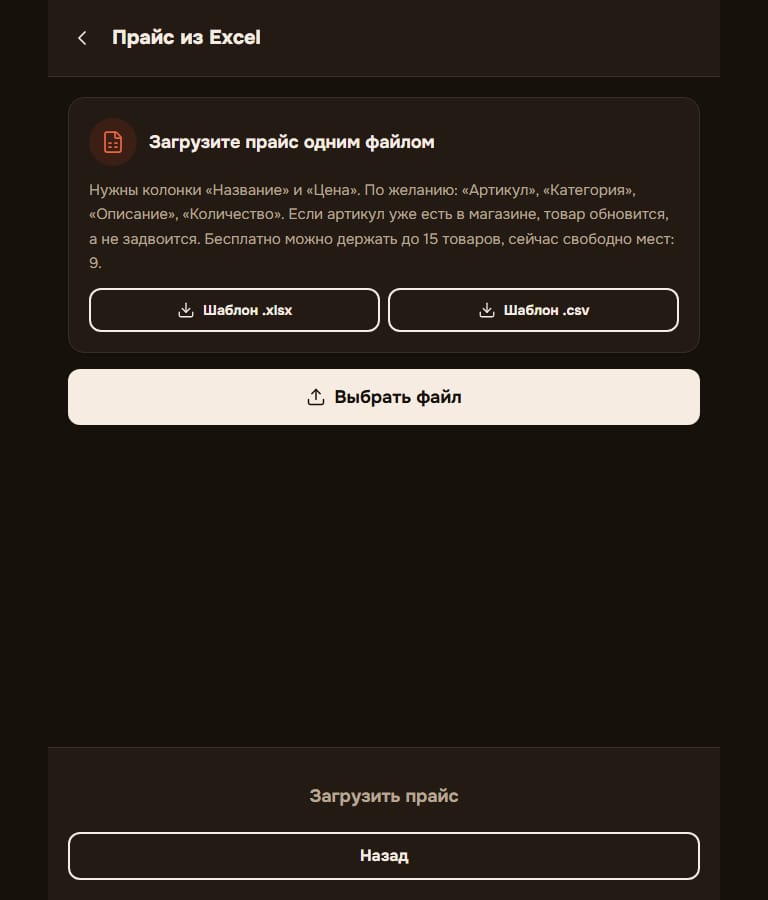 Прайс из Excel
Загрузите прайс одним файлом
Нужны колонки «Название» и «Цена». По желанию: «Артикул», «Категория»,
«Описание», «Количество». Если артикул уже есть в магазине, товар обновится,
а не задвоится. Бесплатно можно держать до 15 товаров, сейчас свободно мест:
9.
Шаблон .xlsx
Шаблон .csv
Выбрать файл
Загрузить прайс
Назад